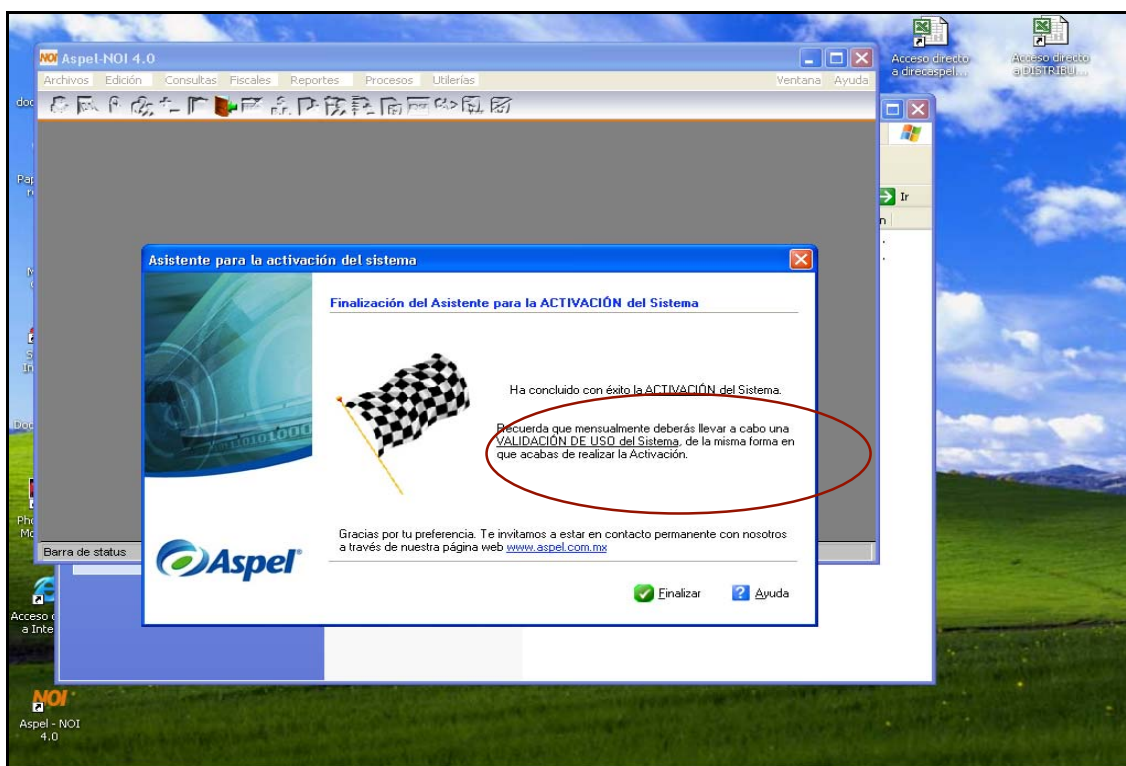 Acceso directo
a direcaspel...
Acceso directo
a DISTRIBU...
NOI Aspel-NOI 4.0
Archivos Edición Consultas Fiscales Reportes Procesos Utilerías Ventana Ayuda
Ir
Asistente para la activación del sistema
Finalización del Asistente para la ACTIVACIÓN del Sistema
Ha concluido con éxito la ACTIVACIÓN del Sistema.
Recuerda que mensualmente deberás llevar a cabo una
VALIDACIÓN DE USO del Sistema, de la misma forma en
que acabas de realizar la Activación.
Gracias por tu preferencia. Te invitamos a estar en contacto permanente con nosotros
a través de nuestra página web www.aspel.com.mx
Aspel
Finalizar Ayuda
Barra de status
Acceso
a Inte
NOI
Aspel - NOI
4.0